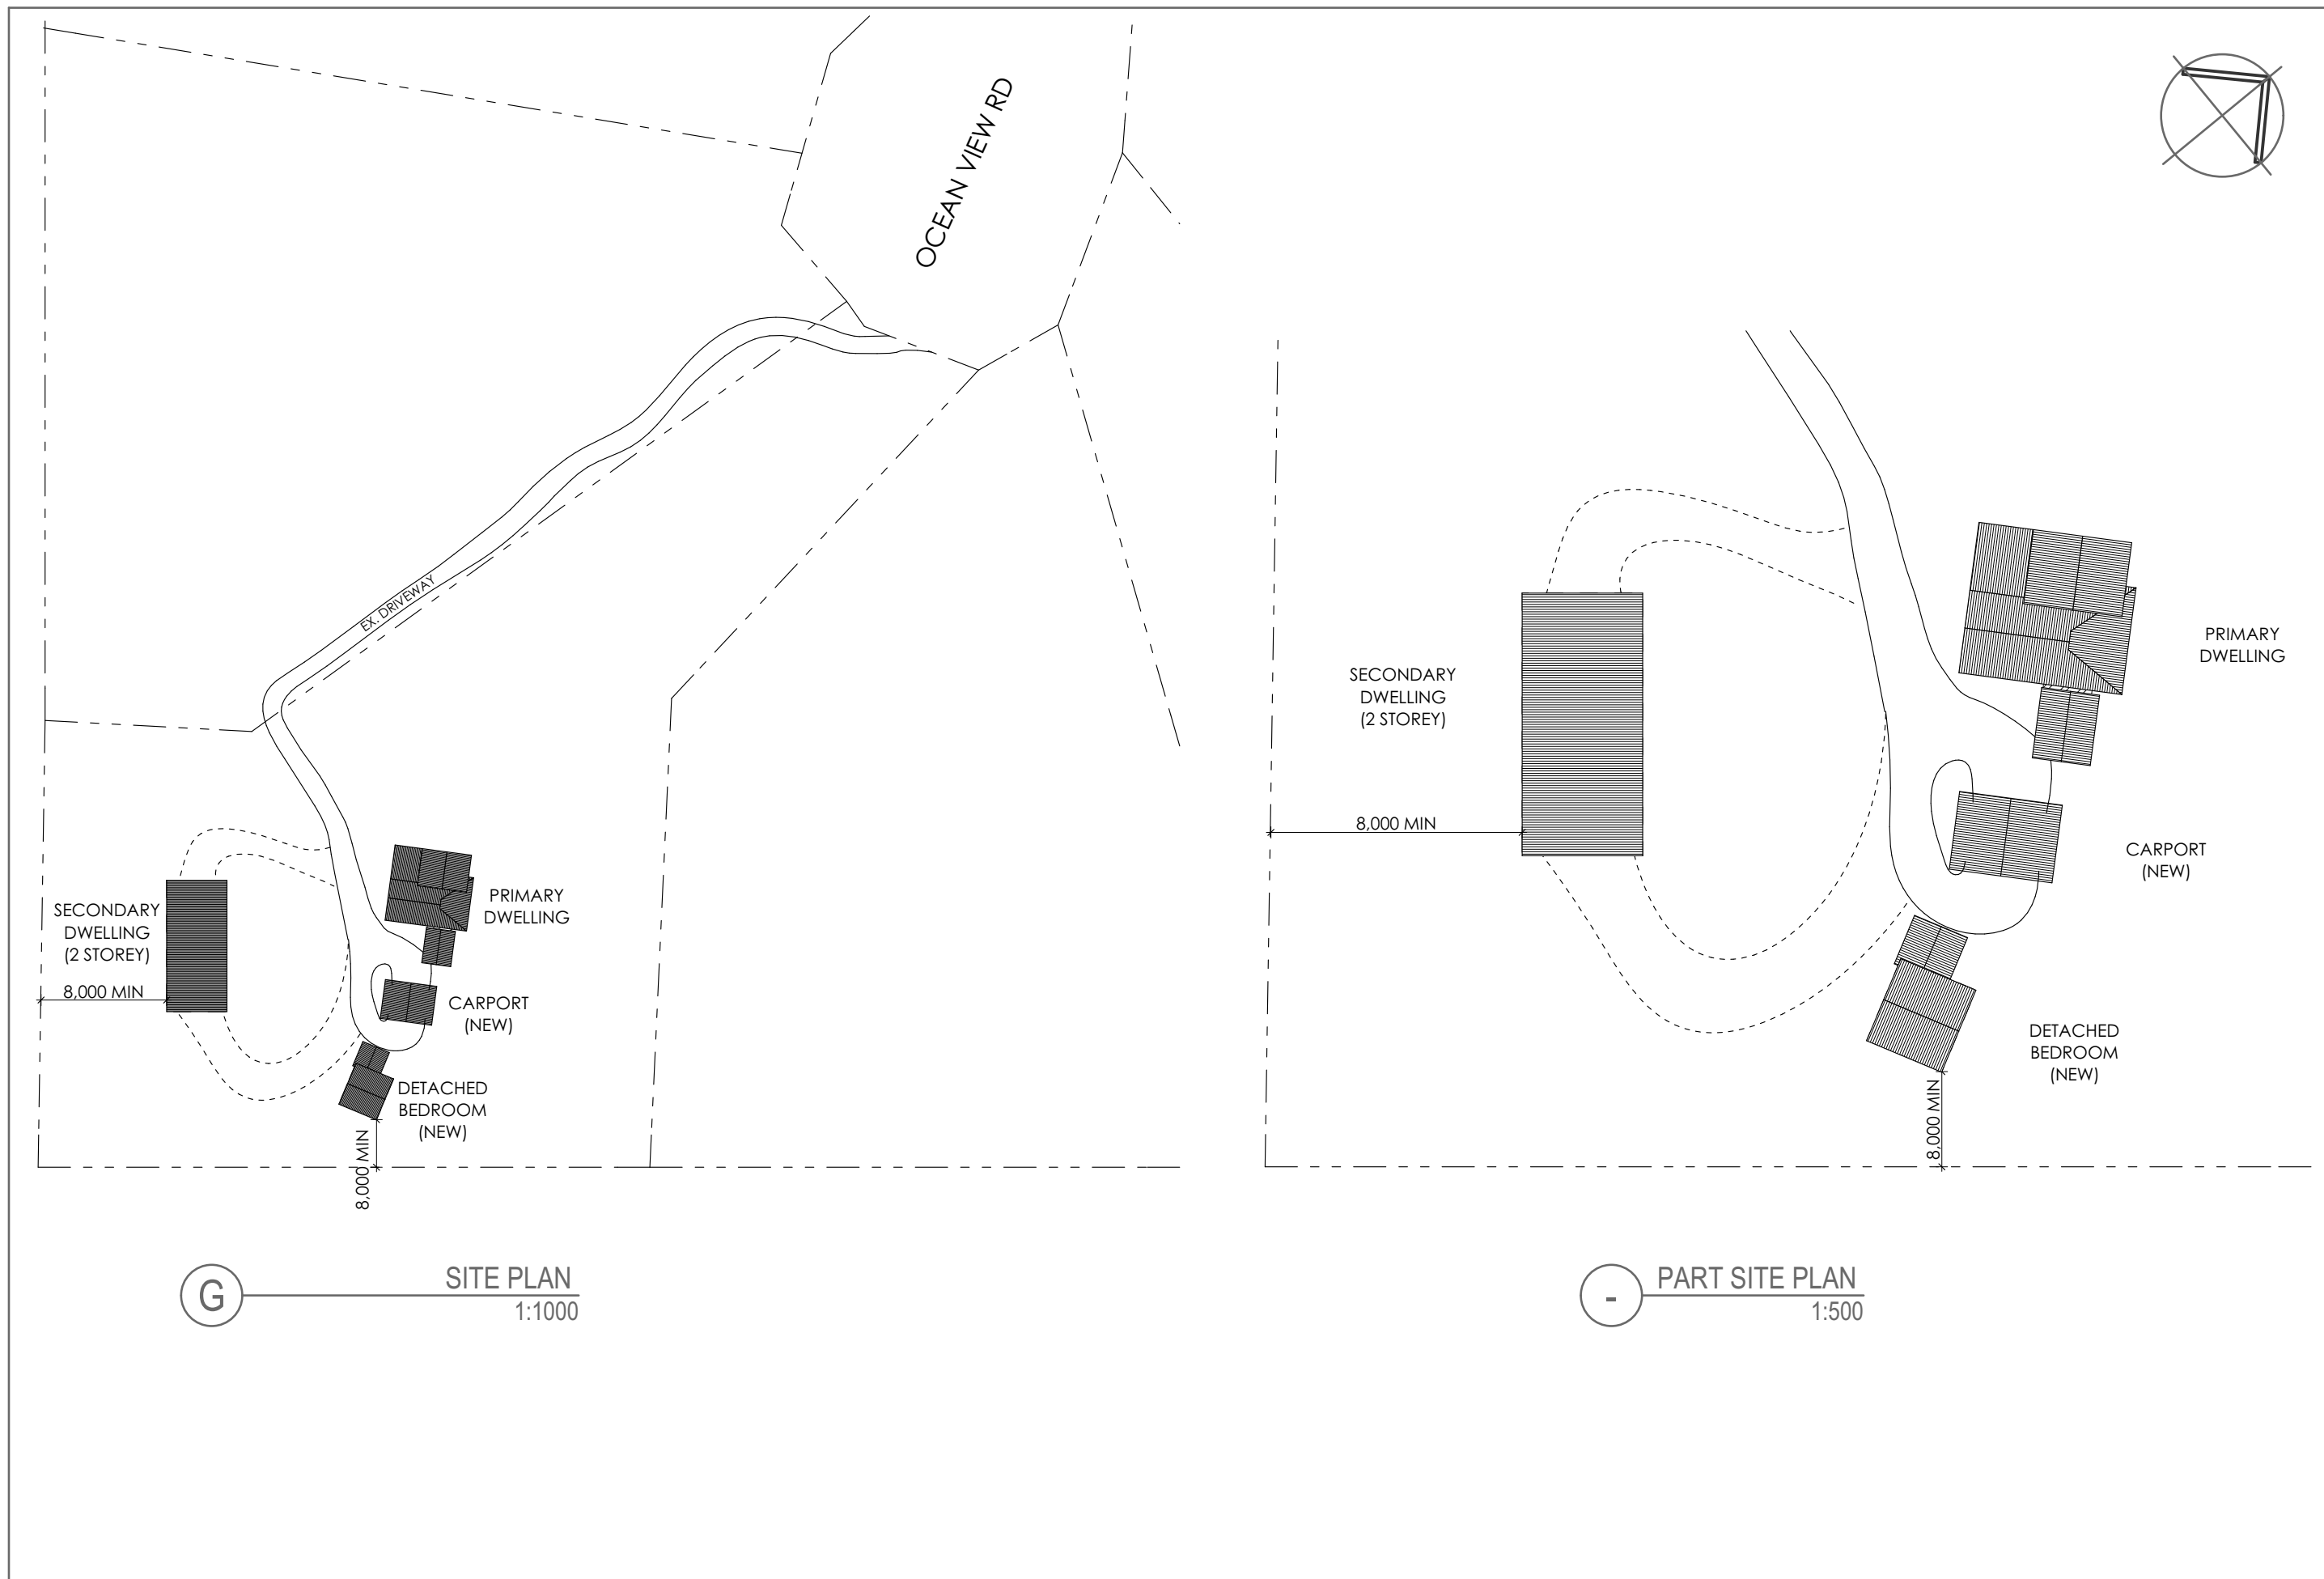 OCEAN VIEW RD
EX. DRIVEWAY
PRIMARY
DWELLING
SECONDARY
DWELLING
(2 STOREY)
8,000 MIN
CARPORT
(NEW)
DETACHED
BEDROOM
(NEW)
8,000 MIN
G
SITE PLAN
1:1000
PRIMARY
DWELLING
SECONDARY
DWELLING
(2 STOREY)
8,000 MIN
CARPORT
(NEW)
DETACHED
BEDROOM
(NEW)
8,000 MIN
-
PART SITE PLAN
1:500